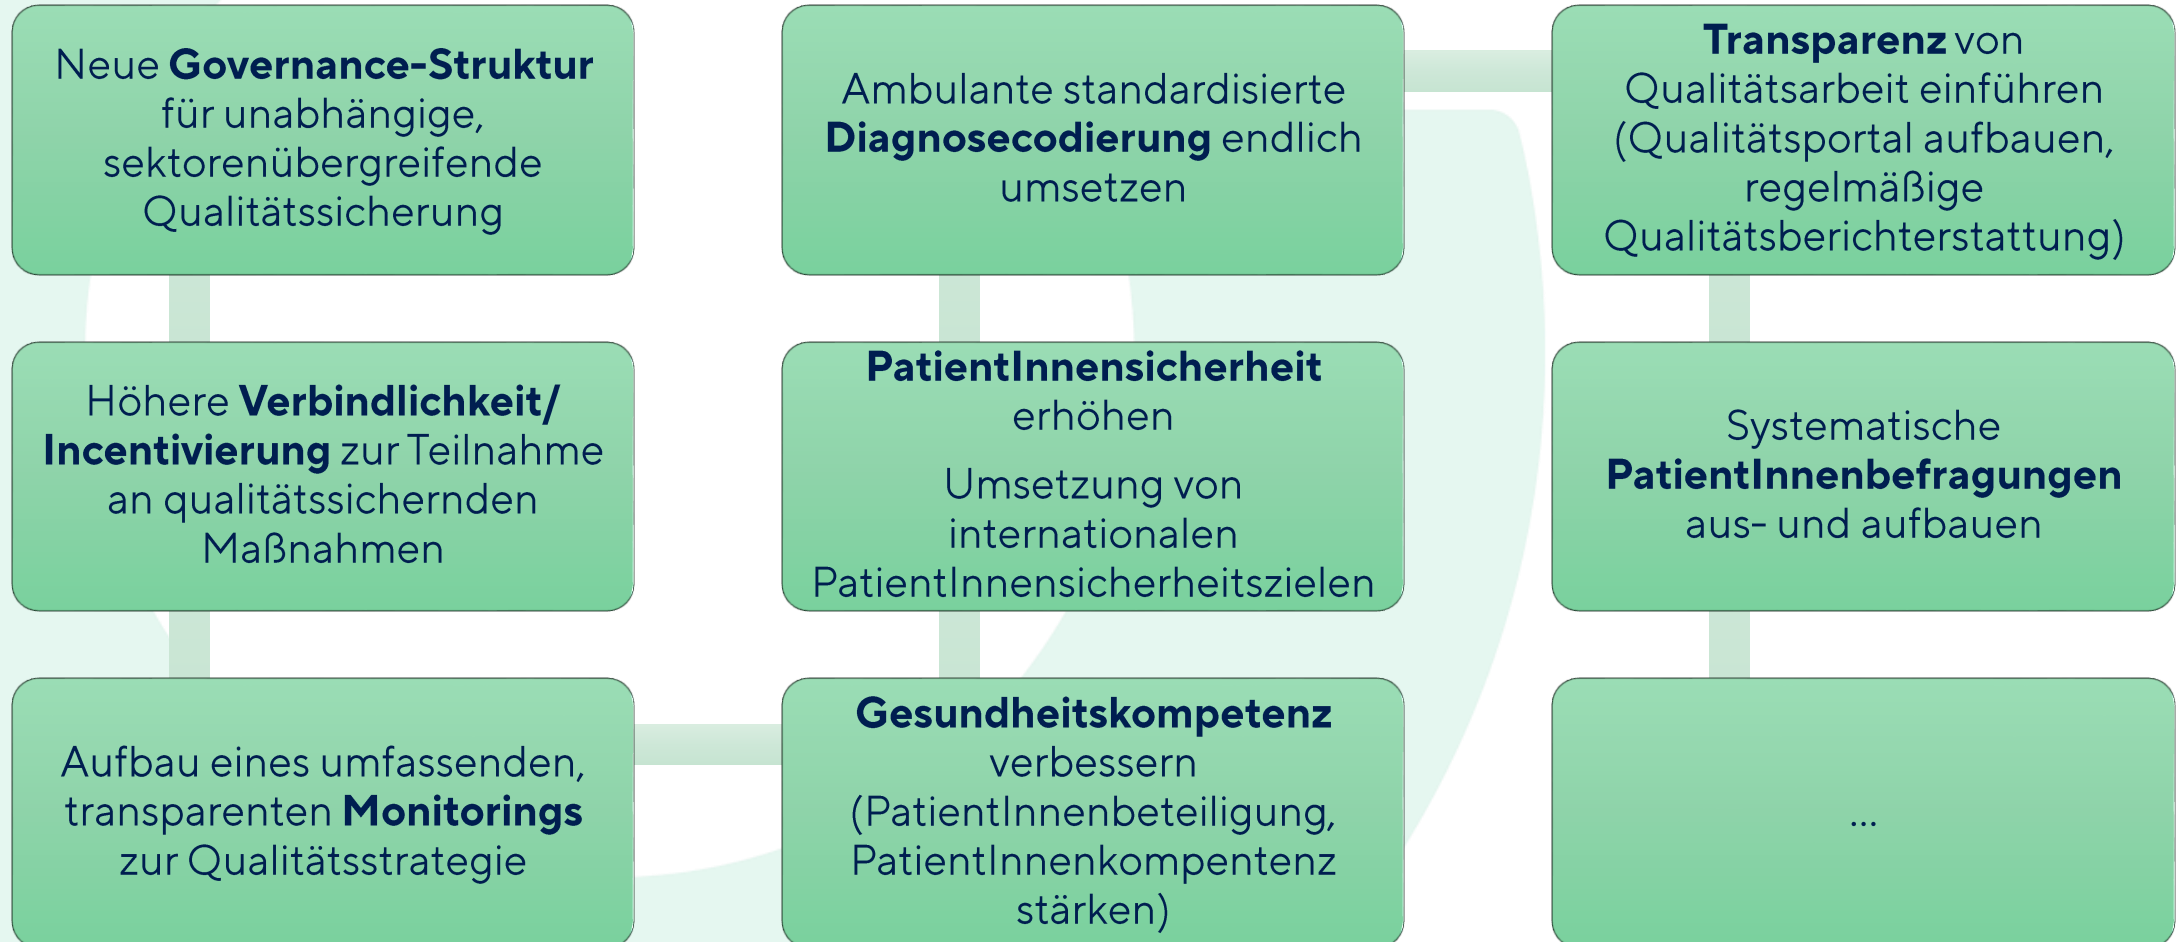 Neue Governance-Struktur
für unabhängige,
sektorenübergreifende
Qualitätssicherung
Höhere Verbindlichkeit/
Incentivierung zur Teilnahme
an qualitätssichernden
Maßnahmen
Aufbau eines umfassenden,
transparenten Monitorings
zur Qualitätsstrategie
Gesundheitskompetenz
verbessern
(PatientInnenbeteiligung,
PatientInnenkompentenz
stärken)
PatientInnensicherheit
erhöhen
Umsetzung von
internationalen
PatientInnensicherheitszielen
Ambulante standardisierte
Diagnosecodierung endlich
umsetzen
Transparenz von
Qualitätsarbeit einführen
(Qualitätsportal aufbauen,
regelmäßige
Qualitätsberichterstattung)
Systematische
PatientInnenbefragungen
aus- und aufbauen
...